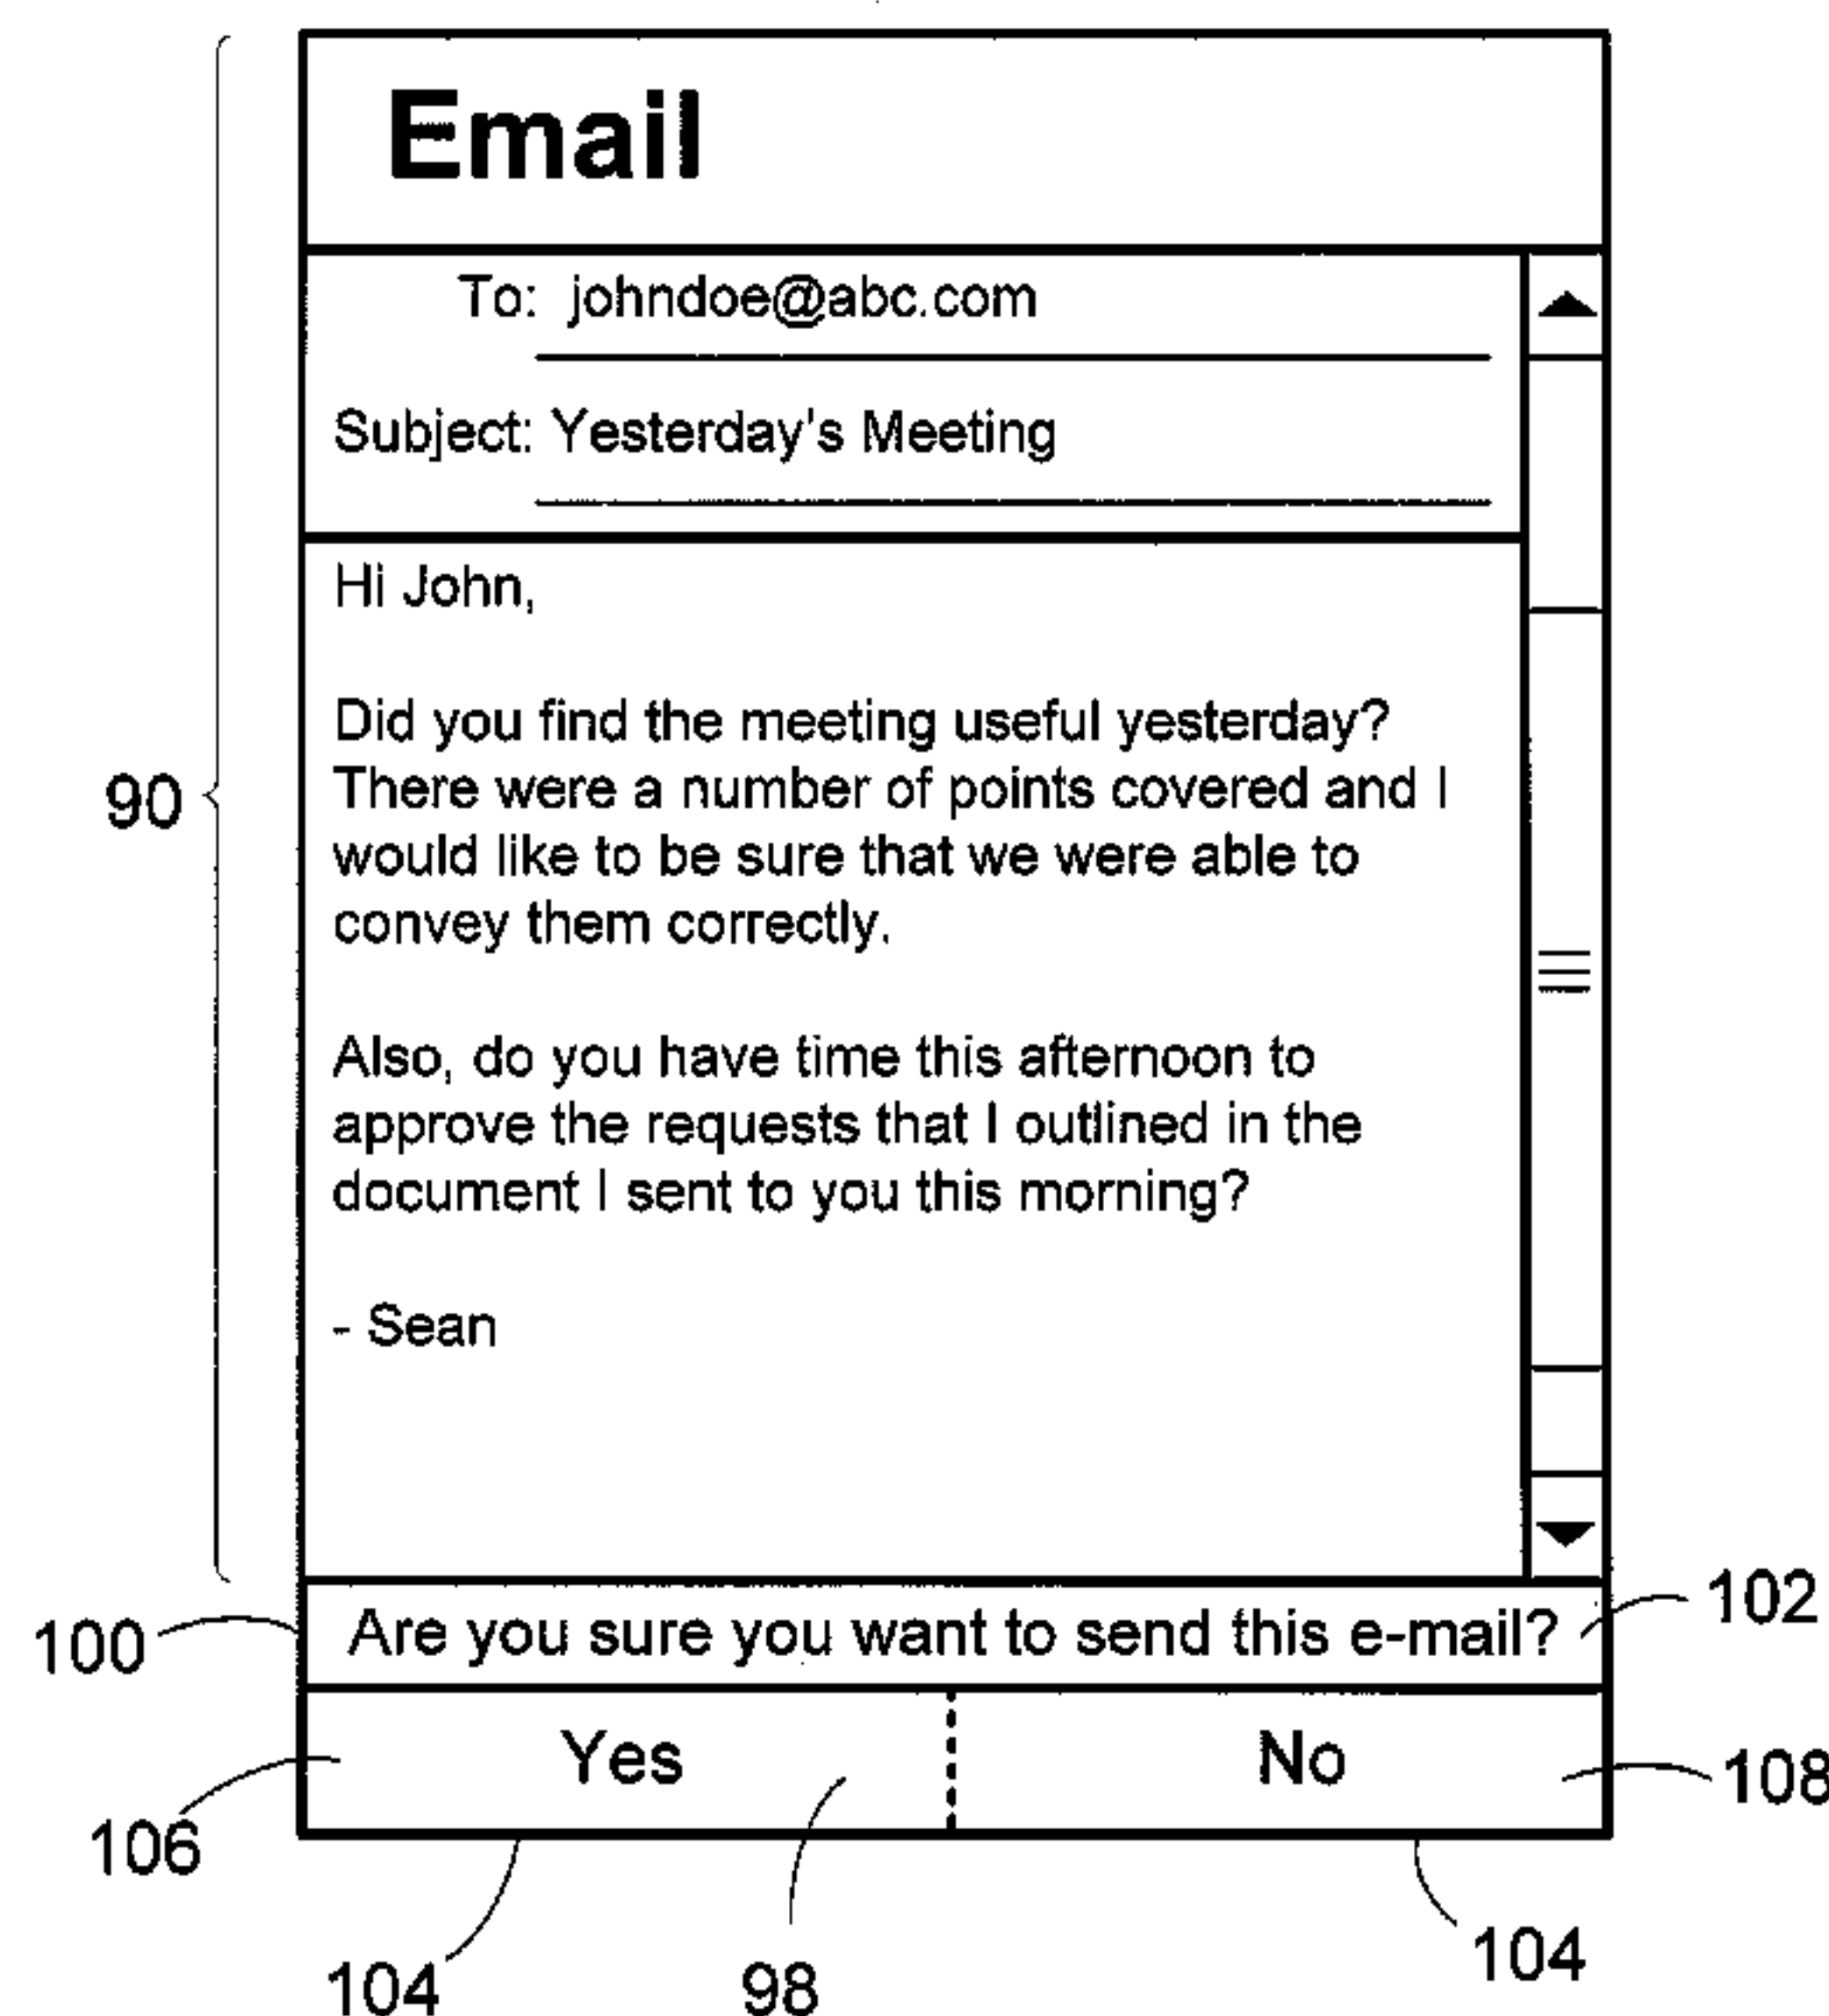 Email
To: johndoe@abc.com
Subject: Yesterday's Meeting
Hi John,
Did you find the meeting useful yesterday?
There were a number of points covered and I
would like to be sure that we were able to
convey them correctly.
Also, do you have time this afternoon to
approve the requests that I outlined in the
document I sent to you this morning?
- Sean
90
Are you sure you want to send this e-mail?
100
102
Yes
No
106
108
104
98
104